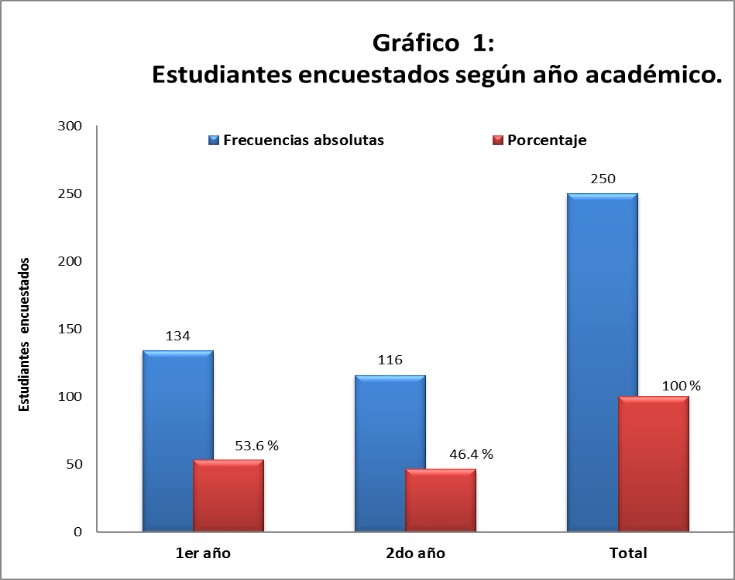 Gráfico 1:
Estudiantes encuestados según año académico.
Frecuencias absolutas
Porcentaje
Estudiantes encuestados
300
250
200
150
100
50
0
134
53.6 %
116
46.4 %
250
100 %
1er año
2do año
Total